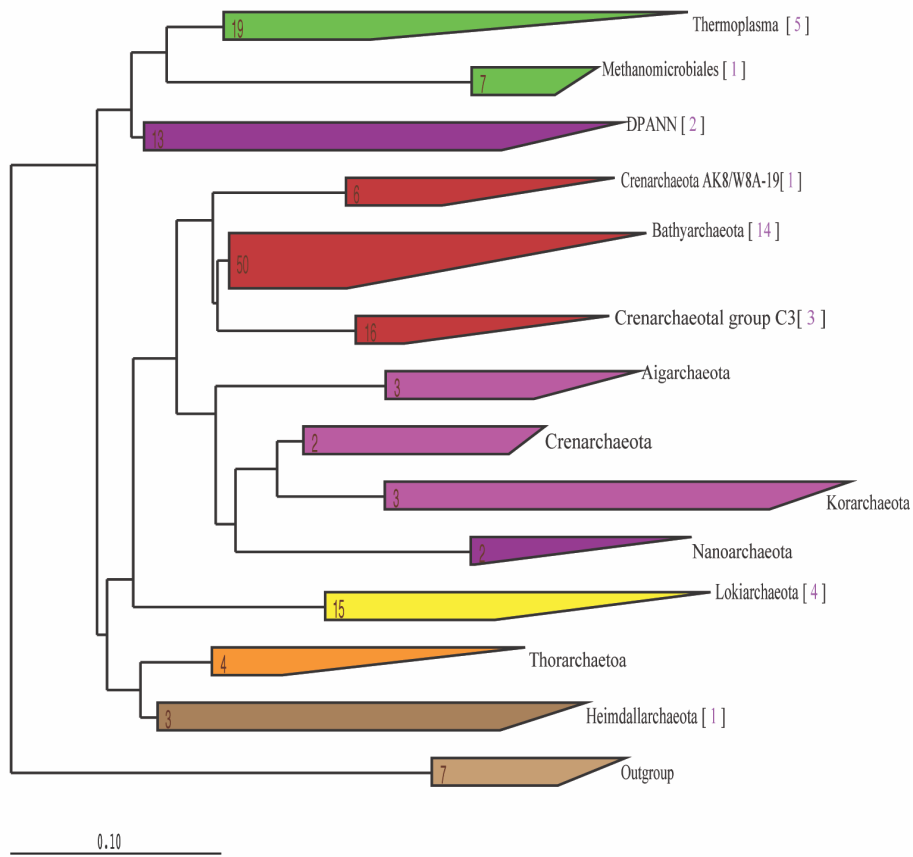 19 Thermoplasma [ 5 ]
7 Methanomicrobiales [ 1 ]
13 DPANN [ 2 ]
6 Crenarchaeota AK8/W8A-19[ 1 ]
50 Bathyarchaeota [ 14 ]
16 Crenarchaeotal group C3[ 3 ]
3 Aigarchaeota
2 Crenarchaeota
3 Korarchaeota
2 Nanoarchaeota
15 Lokiarchaeota [ 4 ]
4 Thorarchaetoa
3 Heimdallarchaeota [ 1 ]
7 Outgroup
0.10